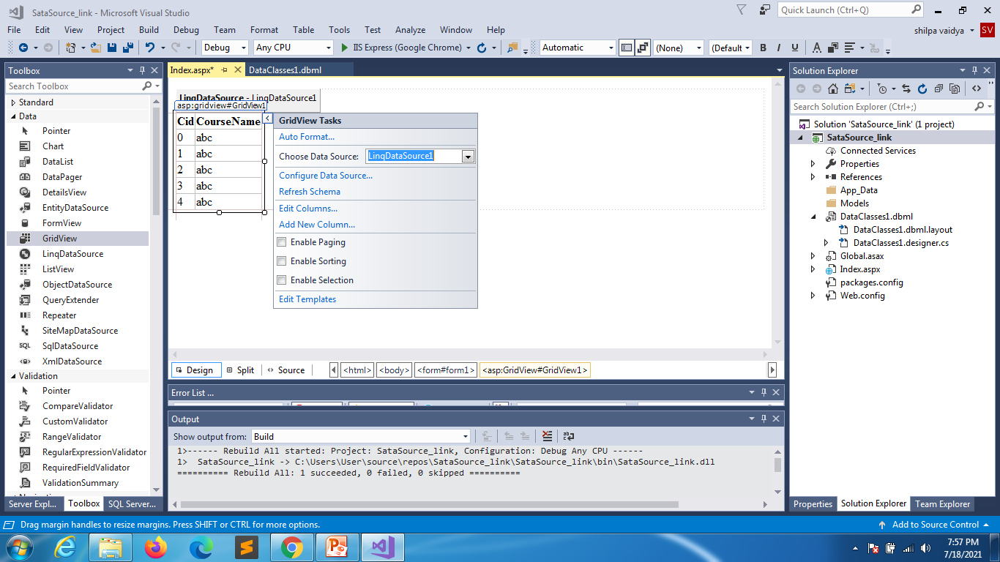 SataSource_link - Microsoft Visual Studio
Quick Launch (Ctrl+Q)
File Edit View Project Build Debug Team Format Table Tools Test Analyze Window Help
shilpa vaidya SV
Debug Any CPU IIS Express (Google Chrome) Automatic (None) (Default B I U A
Toolbox
Search Toolbox
Standard
Data
Pointer
Chart
DataList
DataPager
DetailsView
EntityDataSource
FormView
GridView
LinqDataSource
ListView
ObjectDataSource
QueryExtender
Repeater
SiteMapDataSource
SQL SqlDataSource
XmlDataSource
Validation
Pointer
CompareValidator
CustomValidator
RangeValidator
RegularExpressionValidator
RequiredFieldValidator
ValidationSummary
Server Expl... Toolbox SQL Server...
Index.aspx* DataClasses1.dbml
LinqDataSource - LinqDataSource1
asp:gridview#GridView1
Cid CourseName
0 abc
1 abc
2 abc
3 abc
4 abc
GridView Tasks
Auto Format...
Choose Data Source: LinqDataSource1
Configure Data Source...
Refresh Schema
Edit Columns...
Add New Column...
Enable Paging
Enable Sorting
Enable Selection
Edit Templates
Design Split Source <html> <body> <form#form1> <asp:GridView#GridView1>
Error List ...
Output
Show output from: Build
1>------ Rebuild All started: Project: SataSource_link, Configuration: Debug Any CPU ------
1> SataSource_link -> C:\Users\User\source\repos\SataSource_link\SataSource_link\bin\SataSource_link.dll
========== Rebuild All: 1 succeeded, 0 failed, 0 skipped ==========
Solution Explorer
Search Solution Explorer (Ctrl+;)
Solution 'SataSource_link' (1 project)
SataSource_link
Connected Services
Properties
References
App_Data
Models
DataClasses1.dbml
DataClasses1.dbml.layout
DataClasses1.designer.cs
Global.asax
Index.aspx
packages.config
Web.config
Properties Solution Explorer Team Explorer
Drag margin handles to resize margins. Press SHIFT or CTRL for more options.
Add to Source Control
7:57 PM
7/18/2021